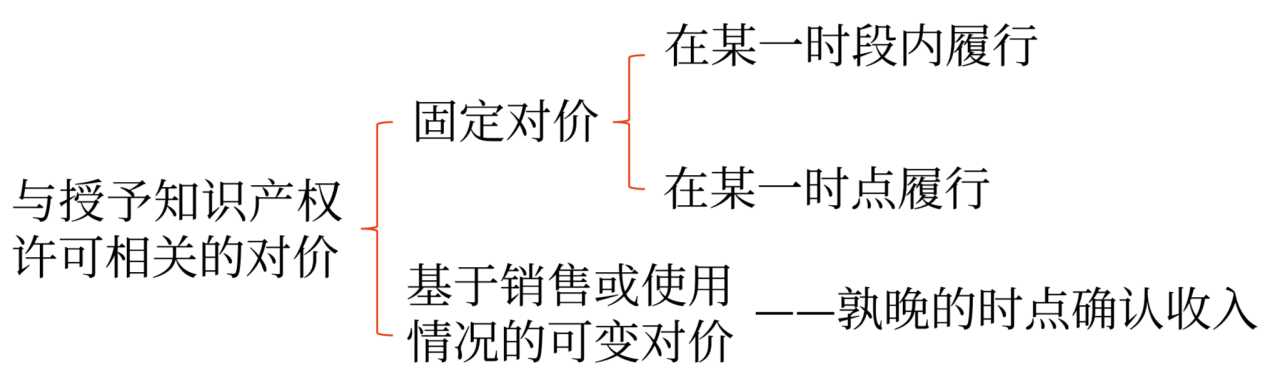 与授予知识产权
许可相关的对价
固定对价
在某一时段内履行
在某一时点履行
基于销售或使用
情况的可变对价
——孰晚的时点确认收入